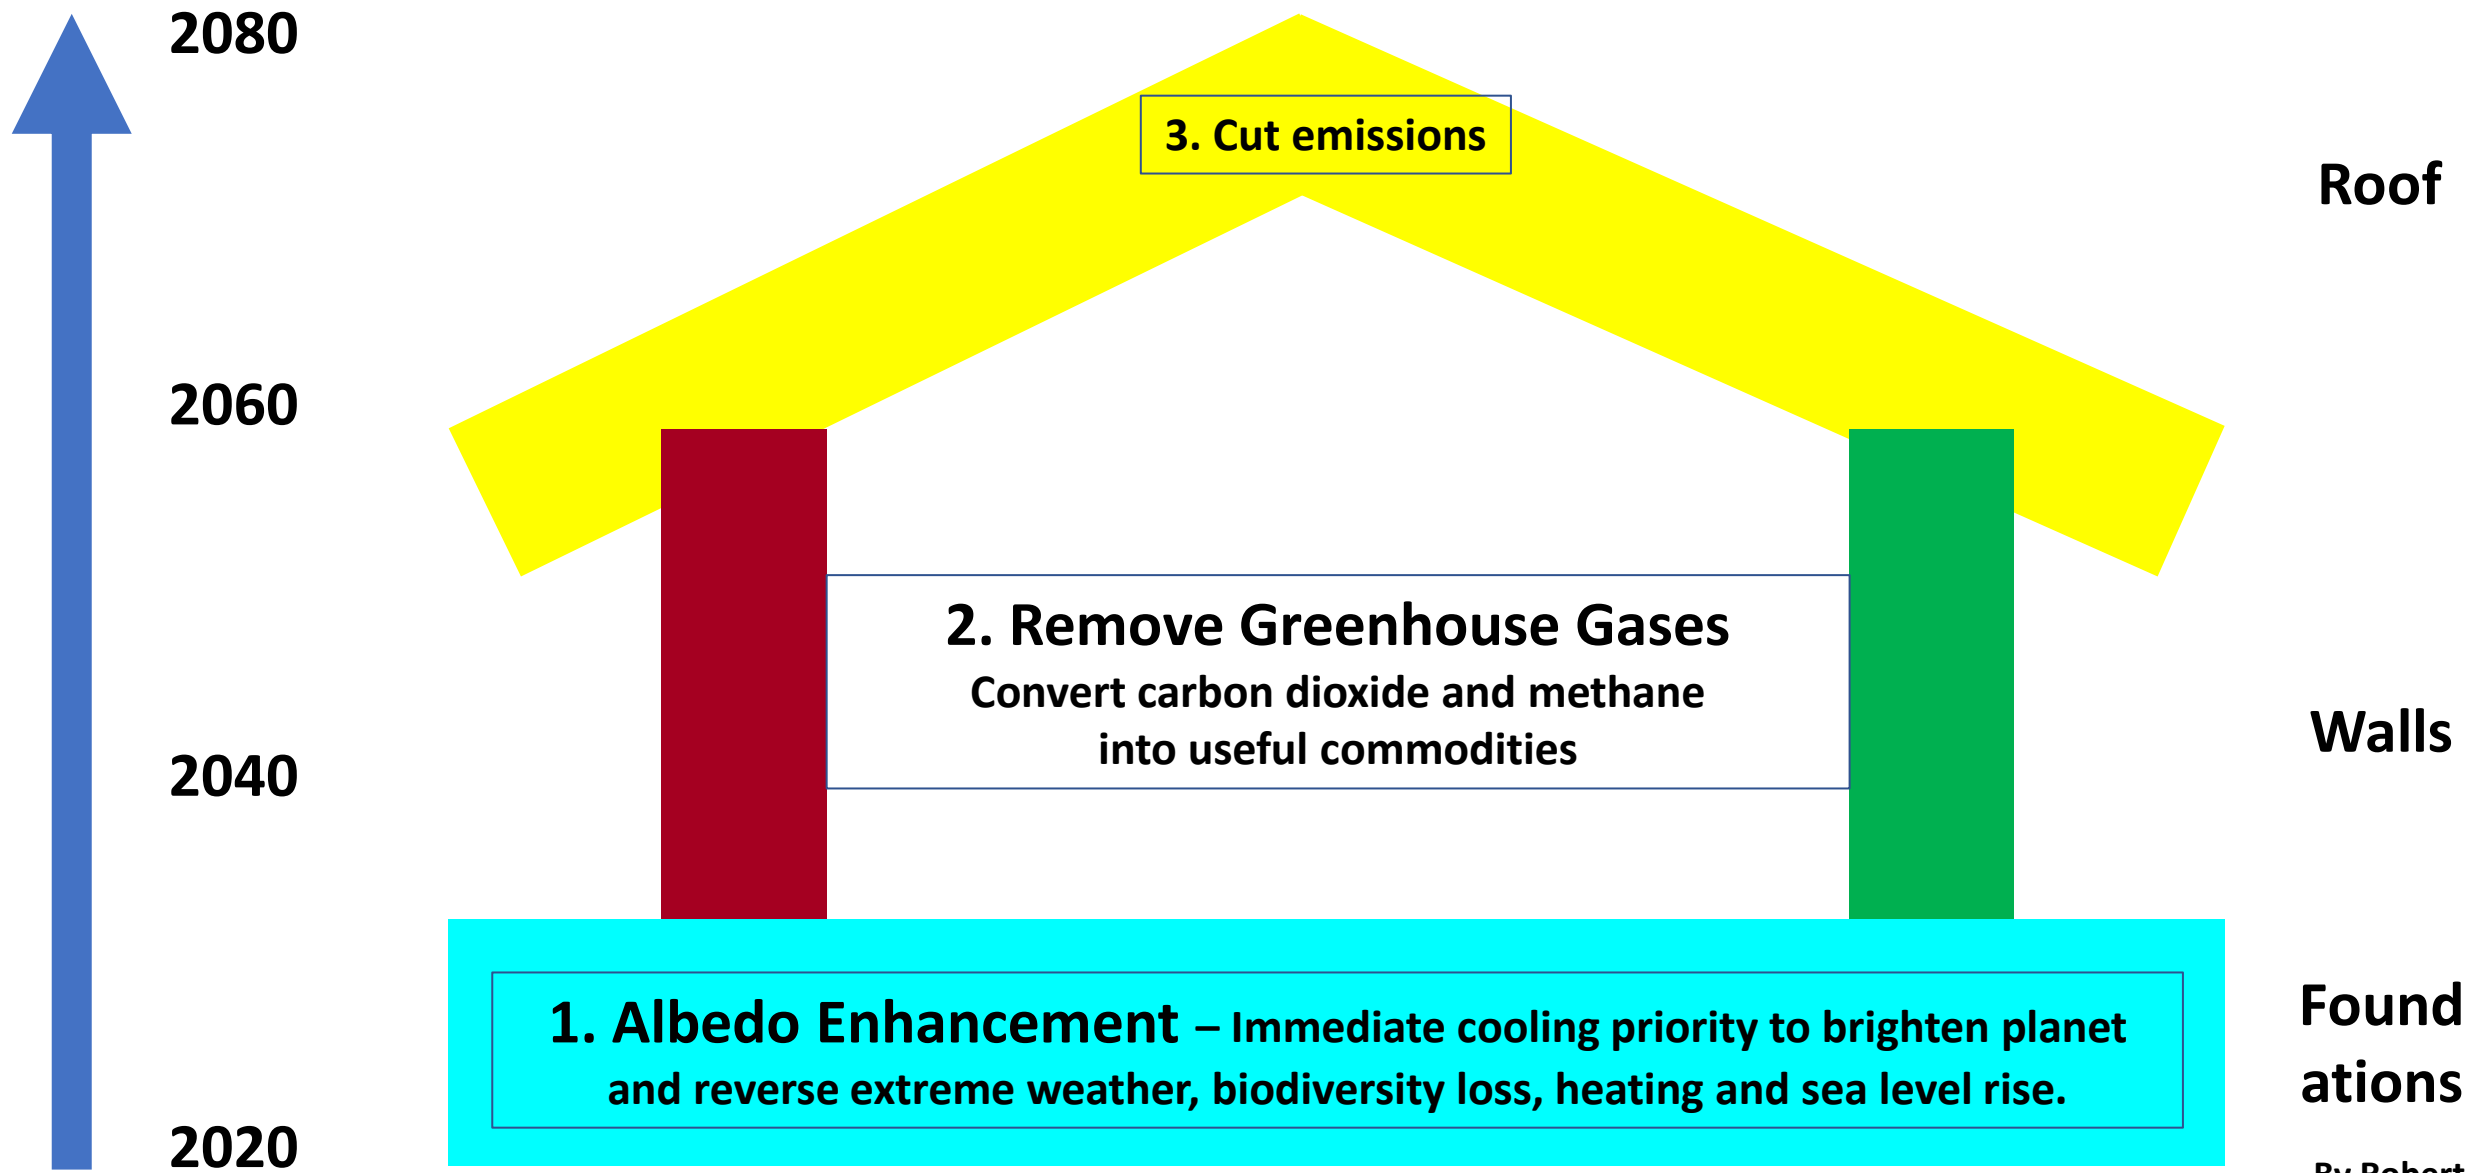 2080
3. Cut emissions
Roof
2060
2. Remove Greenhouse Gases
Convert carbon dioxide and methane
into useful commodities
Walls
2040
1. Albedo Enhancement – Immediate cooling priority to brighten planet
and reverse extreme weather, biodiversity loss, heating and sea level rise.
Found
ations
2020
By Robert